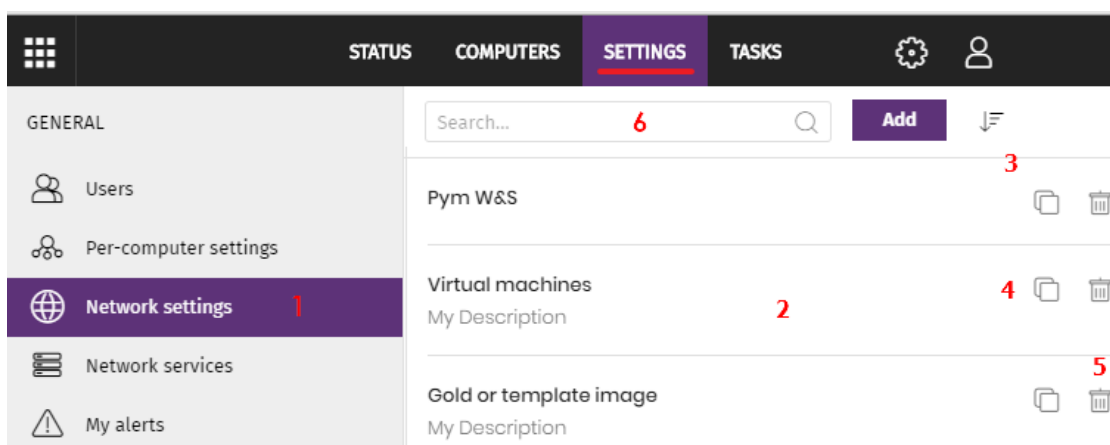 STATUS COMPUTERS SETTINGS TASKS
GENERAL
Search... 6 Add
3
Users
Pym W&S
Per-computer settings
Virtual machines
4
Network settings 1
2
My Description
Network services
5
Gold or template image
My alerts
My Description